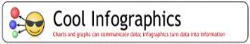 Cool Infographics
Charts and graphs can communicate data; infographics turn data into information